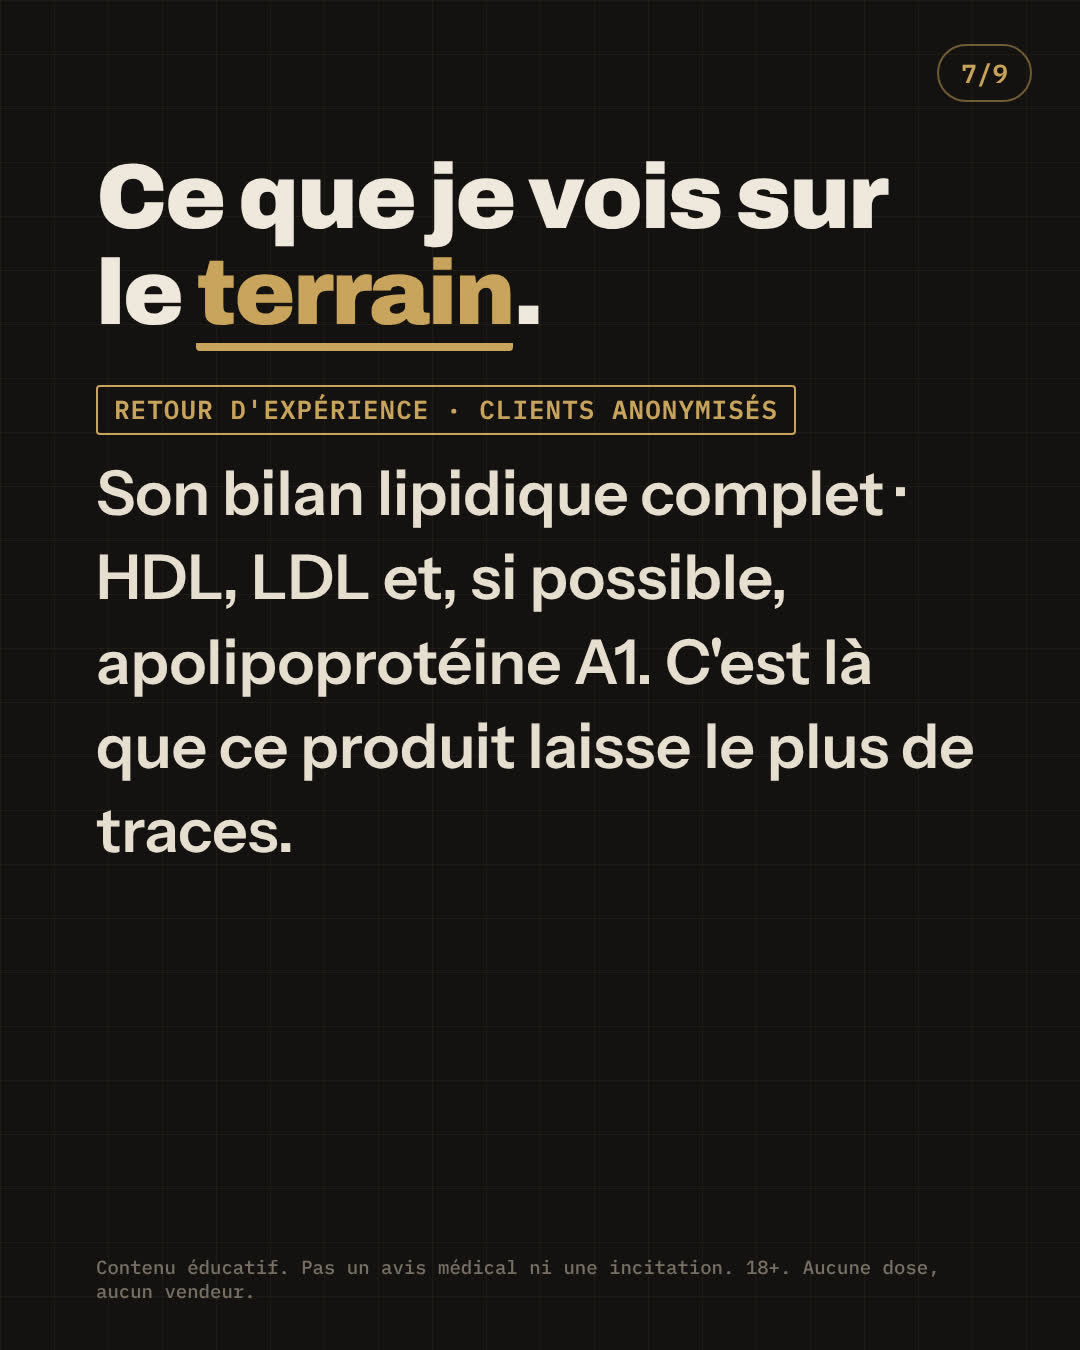 7/9
Ce que je vois sur
le terrain.
RETOUR D'EXPÉRIENCE · CLIENTS ANONYMISÉS
Son bilan lipidique complet ·
HDL, LDL et, si possible,
apolipoprotéine A1. C'est là
que ce produit laisse le plus de
traces.
Contenu éducatif. Pas un avis médical ni une incitation. 18+. Aucune dose,
aucun vendeur.